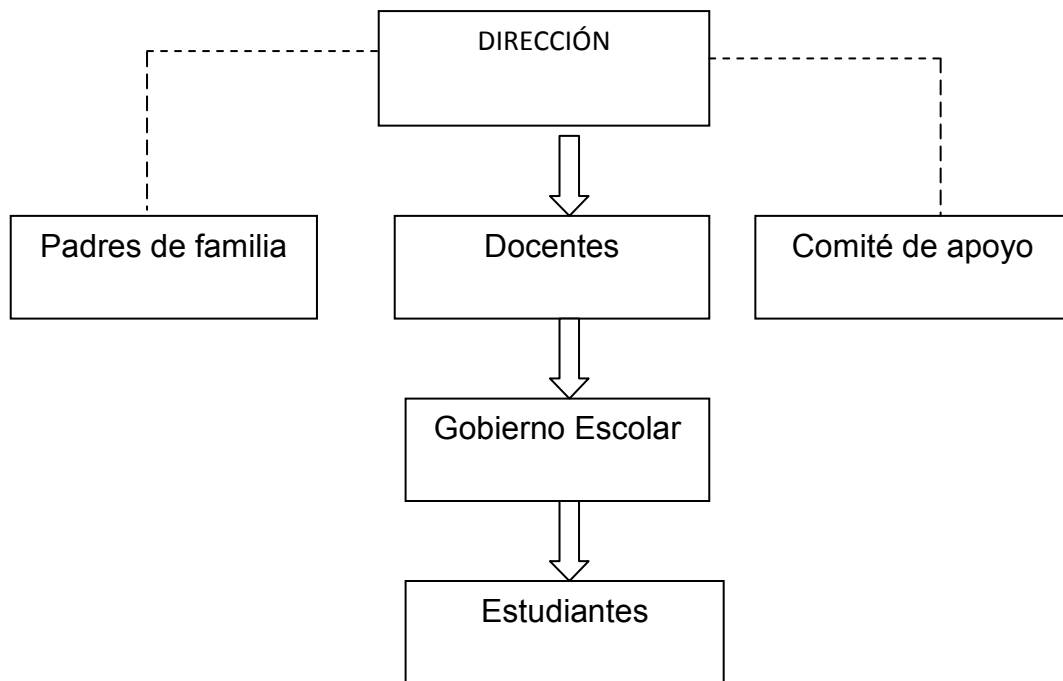 DIRECCIÓN
Padres de familia
Docentes
Comité de apoyo
Gobierno Escolar
Estudiantes